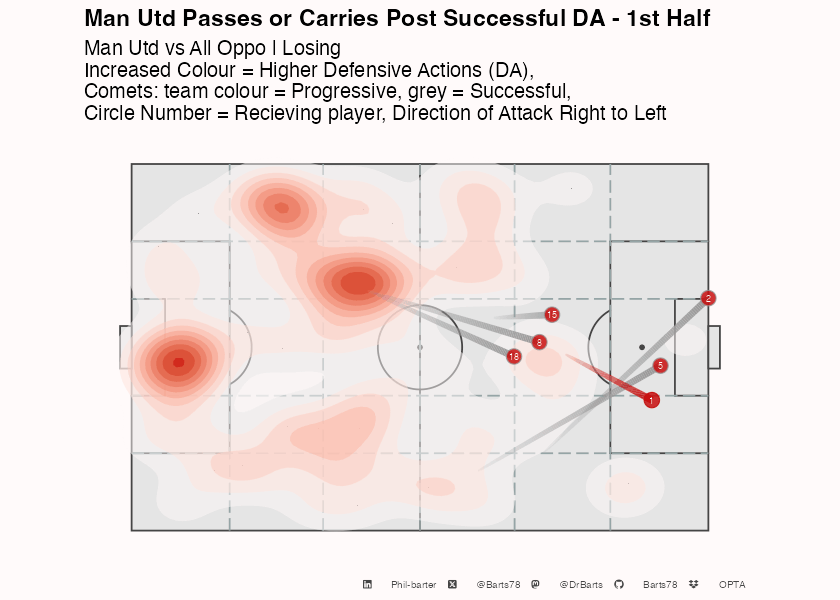 Man Utd Passes or Carries Post Successful DA - 1st Half
Man Utd vs All Oppo | Losing
Increased Colour = Higher Defensive Actions (DA),
Comets: team colour = Progressive, grey = Successful,
Circle Number = Recieving player, Direction of Attack Right to Left
2
15
8
18
5
1
Phil-barter @Barts78 @DrBarts Barts78 OPTA